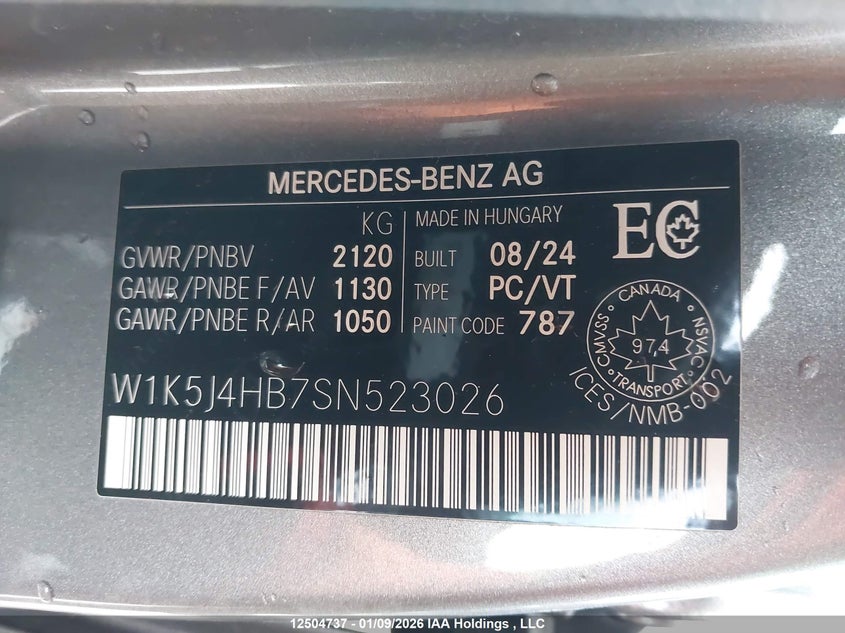 MERCEDES-BENZ AG
KG
GVWR/PNBV 2120
GAWR/PNBE F/AV 1130
GAWR/PNBE R/AR 1050
MADE IN HUNGARY
BUILT 08/24
TYPE PC/VT
PAINT CODE 787
EC
CANADA
CMVSS NSVAC
974
TRANSPORT
ICES/NMB-002
W1K5J4HB7SN523026
12504737 - 01/09/2026 IAA Holdings , LLC